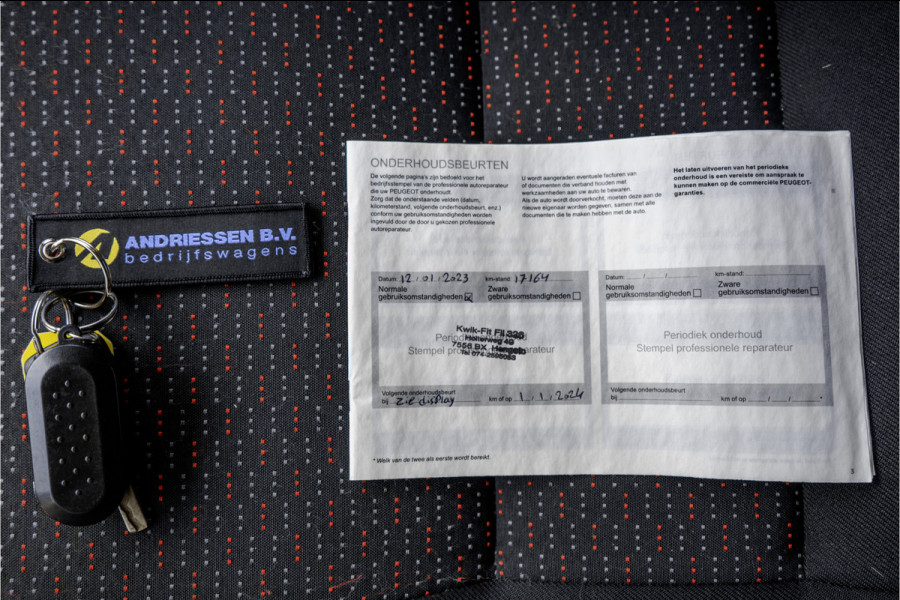 ANDRIESSEN B.V.
bedrijfswagens
ONDERHOUDSBEURTEN
De volgende pagina's zijn bedoeld voor het
bedrijfsstempel van de professionele autoreparateur
die uw PEUGEOT onderhoudt.
Zorg dat de onderstaande velden (datum,
kilometerstand, volgende onderhoudsbeurt, enz.)
conform uw gebruiksomstandigheden worden
ingevuld door de door u gekozen professionele
autoreparateur.
U wordt aangeraden eventuele facturen van
of documenten die verband houden met
werkzaamheden aan uw auto te bewaren.
Als de auto wordt doorverkocht, moeten deze aan de
nieuwe eigenaar worden gegeven, samen met alle
documenten die te maken hebben met de auto.
Het laten uitvoeren van het periodieke
onderhoud is een vereiste om aanspraak te
kunnen maken op de commerciële PEUGEOT-
garanties.
Datum: 12.01.2023 km-stand: 17164
Normale
gebruiksomstandigheden
Zware
gebruiksomstandigheden
Kwik-Fit Fil 326
7556 BX Hengelo
Stempel professionele reparateur
Volgende onderhoudsbeurt
bij zie display km of op 1.1.2024
Datum: / / km-stand:
Normale
gebruiksomstandigheden
Zware
gebruiksomstandigheden
Periodiek onderhoud
Stempel professionele reparateur
Volgende onderhoudsbeurt
bij km of op / / *
* Welk van de twee als eerste wordt bereikt.
3